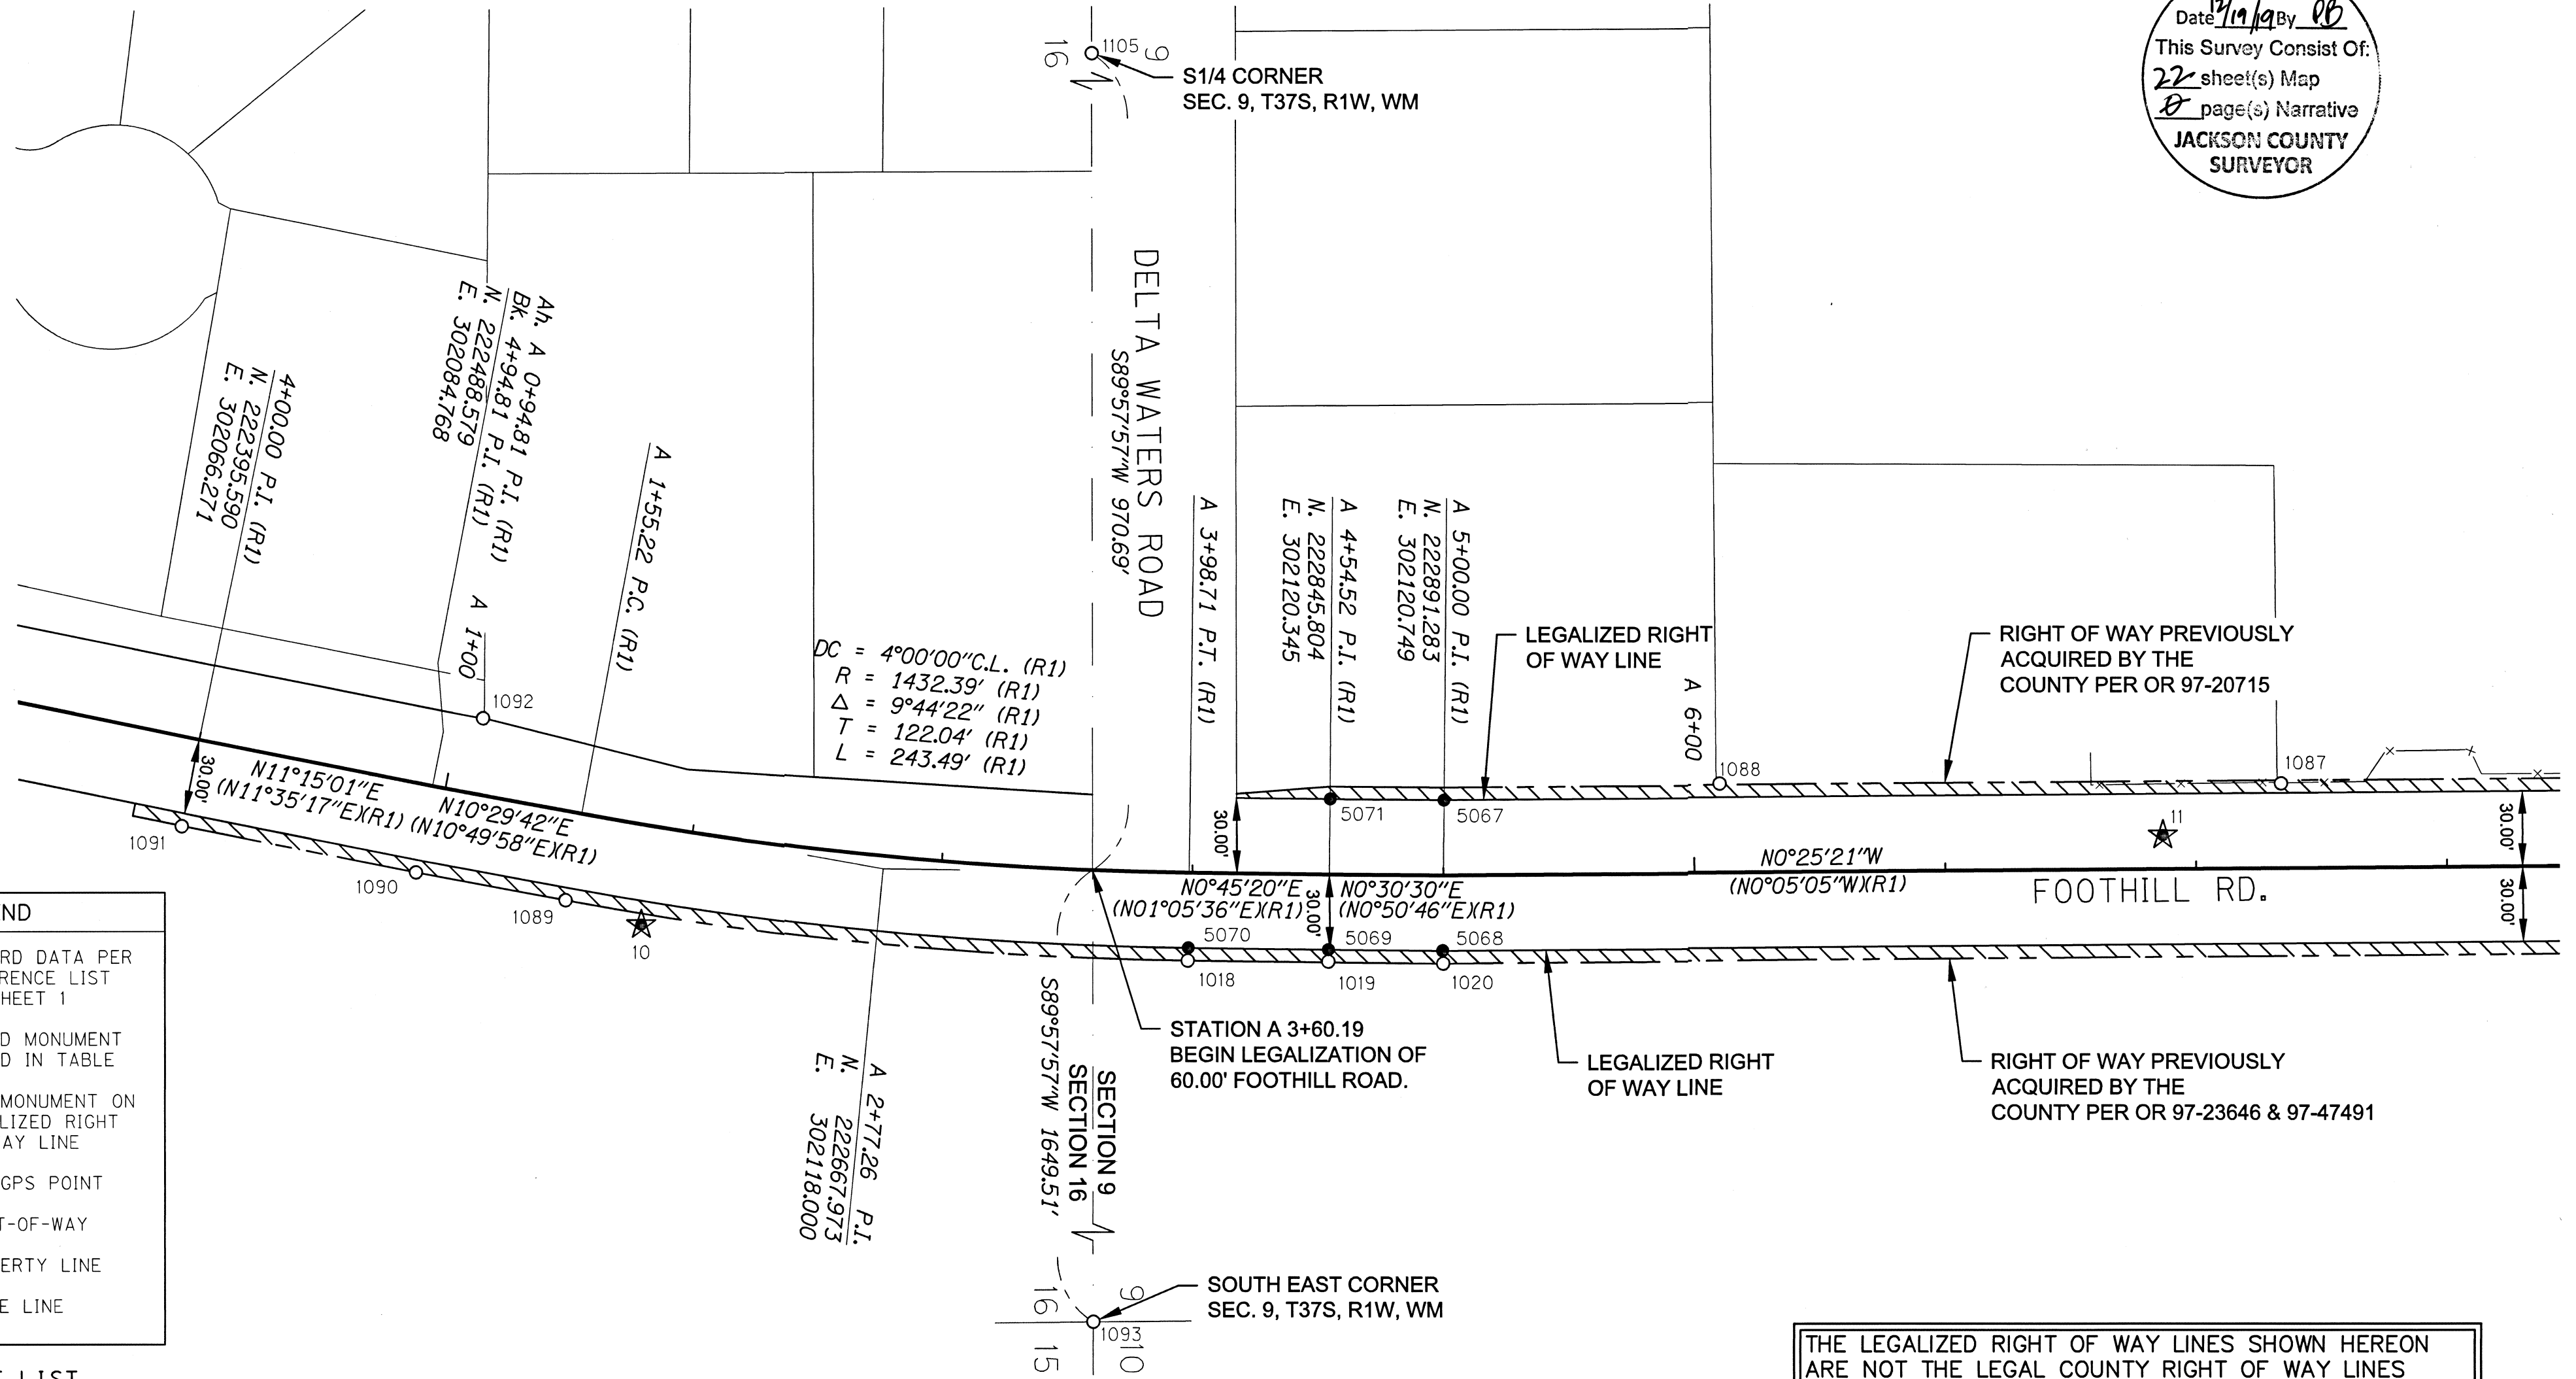 Date 12/19/19 By PB
This Survey Consist Of:
22 sheet(s) Map
0 page(s) Narrative
JACKSON COUNTY
SURVEYOR
16
9
1105
S1/4 CORNER
SEC. 9, T37S, R1W, WM
DELTA WATERS ROAD
S89°57'57"W 970.69'
4+00.00 P.I. (R1)
N. 222395.590
E. 302066.271
Ah. A 0+94.81 P.I. (R1)
Bk. 4+94.81 P.I. (R1)
N. 222488.579
E. 302084.768
A 1+00
1092
A 1+55.22 P.C. (R1)
DC = 4°00'00"C.L. (R1)
R = 1432.39' (R1)
Δ = 9°44'22" (R1)
T = 122.04' (R1)
L = 243.49' (R1)
A 3+98.71 P.T. (R1)
A 4+54.52 P.I. (R1)
N. 222845.804
E. 302120.345
A 5+00.00 P.I. (R1)
N. 222891.283
E. 302120.749
LEGALIZED RIGHT
OF WAY LINE
A 6+00
1088
RIGHT OF WAY PREVIOUSLY
ACQUIRED BY THE
COUNTY PER OR 97-20715
1087
5071
5067
11
30.00'
30.00'
30.00'
30.00'
30.00'
N11°15'01"E
(N11°35'17"E)(R1)
N10°29'42"E
(N10°49'58"E)(R1)
N0°45'20"E
(N01°05'36"E)(R1)
N0°30'30"E
(N0°50'46"E)(R1)
N0°25'21"W
(N0°05'05"W)(R1)
FOOTHILL RD.
1091
1090
1089
10
5070
5069
5068
1018
1019
1020
A 2+77.26 P.I.
N. 222667.973
E. 302118.000
S89°57'57"W 1649.51'
SECTION 9
SECTION 16
STATION A 3+60.19
BEGIN LEGALIZATION OF
60.00' FOOTHILL ROAD.
LEGALIZED RIGHT
OF WAY LINE
RIGHT OF WAY PREVIOUSLY
ACQUIRED BY THE
COUNTY PER OR 97-23646 & 97-47491
SOUTH EAST CORNER
SEC. 9, T37S, R1W, WM
16
9
1093
15
10
END
RD DATA PER
RENCE LIST
HEET 1
D MONUMENT
D IN TABLE
MONUMENT ON
LIZED RIGHT
AY LINE
GPS POINT
T-OF-WAY
ERTY LINE
E LINE
LIST
THE LEGALIZED RIGHT OF WAY LINES SHOWN HEREON
ARE NOT THE LEGAL COUNTY RIGHT OF WAY LINES